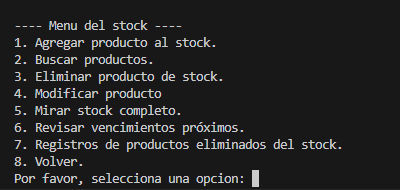 ---- Menu del stock ----
1. Agregar producto al stock.
2. Buscar productos.
3. Eliminar producto de stock.
4. Modificar producto
5. Mirar stock completo.
6. Revisar vencimientos próximos.
7. Registros de productos eliminados del stock.
8. Volver.
Por favor, selecciona una opcion: